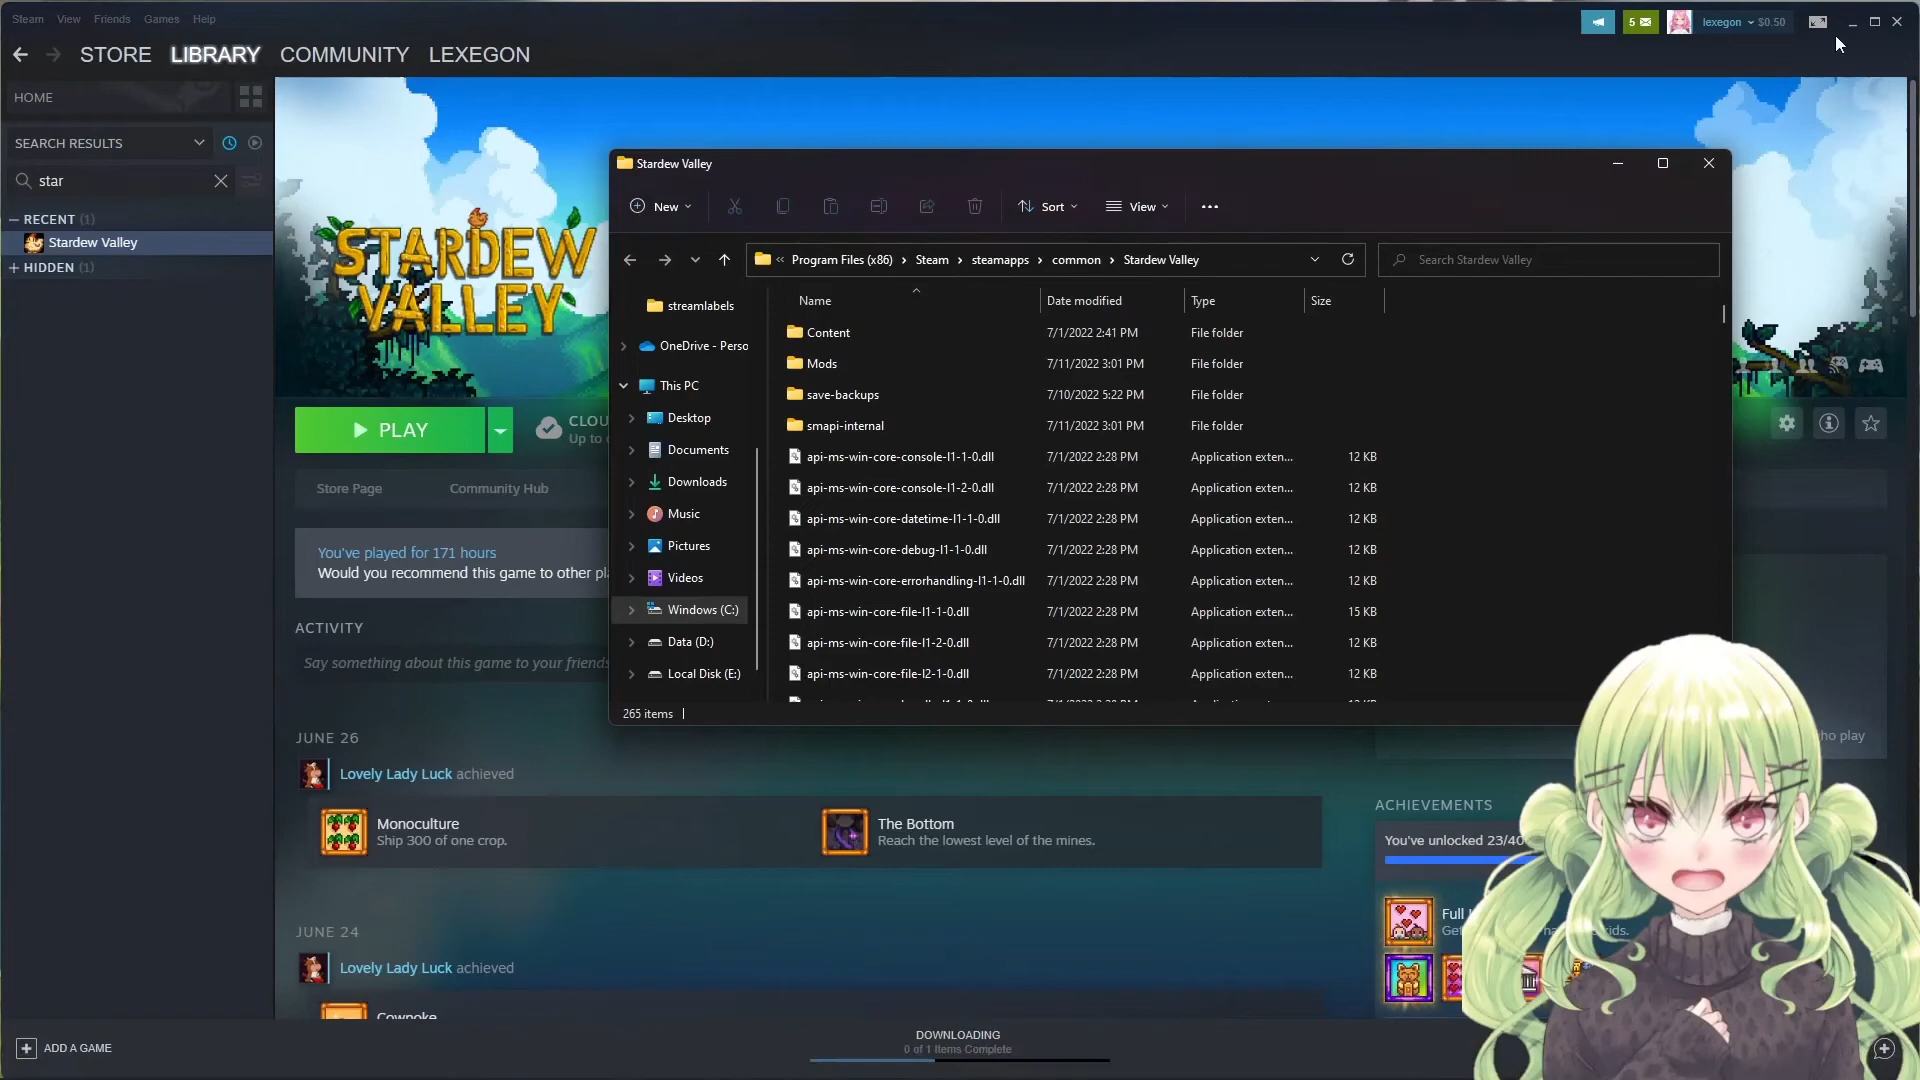 Steam View Friends Games Help
5 lexegon $0.50
STORE LIBRARY COMMUNITY LEXEGON
HOME
SEARCH RESULTS
star
RECENT (1)
Stardew Valley
HIDDEN (1)
STARDEW
VALLEY
PLAY
CLOU
Up to
Store Page Community Hub
You've played for 171 hours
Would you recommend this game to other pl
ACTIVITY
Say something about this game to your friends
JUNE 26
Lovely Lady Luck achieved
Monoculture
Ship 300 of one crop.
The Bottom
Reach the lowest level of the mines.
JUNE 24
Lovely Lady Luck achieved
Cowpoke
ADD A GAME
DOWNLOADING
0 of 1 Items Complete
Stardew Valley
New Sort View
« Program Files (x86) > Steam > steamapps > common > Stardew Valley
Search Stardew Valley
streamlabels
OneDrive - Perso
This PC
Desktop
Documents
Downloads
Music
Pictures
Videos
Windows (C:)
Data (D:)
Local Disk (E:)
Name Date modified Type Size
Content 7/1/2022 2:41 PM File folder
Mods 7/11/2022 3:01 PM File folder
save-backups 7/10/2022 5:22 PM File folder
smapi-internal 7/11/2022 3:01 PM File folder
api-ms-win-core-console-l1-1-0.dll 7/1/2022 2:28 PM Application exten... 12 KB
api-ms-win-core-console-l1-2-0.dll 7/1/2022 2:28 PM Application exten... 12 KB
api-ms-win-core-datetime-l1-1-0.dll 7/1/2022 2:28 PM Application exten... 12 KB
api-ms-win-core-debug-l1-1-0.dll 7/1/2022 2:28 PM Application exten... 12 KB
api-ms-win-core-errorhandling-l1-1-0.dll 7/1/2022 2:28 PM Application exten... 12 KB
api-ms-win-core-file-l1-1-0.dll 7/1/2022 2:28 PM Application exten... 15 KB
api-ms-win-core-file-l1-2-0.dll 7/1/2022 2:28 PM Application exten... 12 KB
api-ms-win-core-file-l2-1-0.dll 7/1/2022 2:28 PM Application exten... 12 KB
265 items
ho play
ACHIEVEMENTS
You've unlocked 23/40
Full
Get
ids.